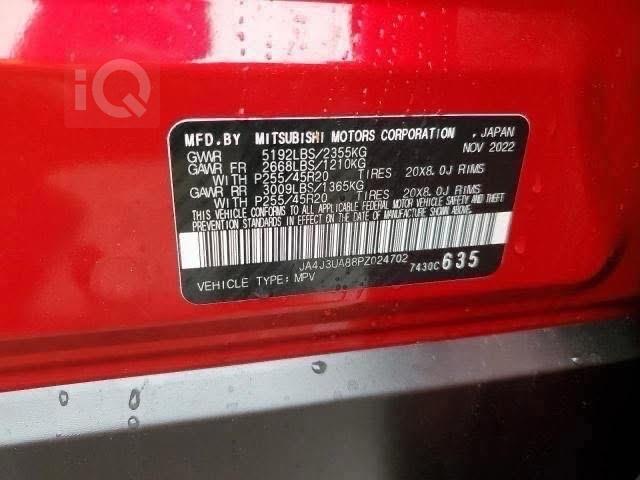 iQ
MFD.BY MITSUBISHI MOTORS CORPORATION , JAPAN
GVWR 5192LBS/2355KG NOV 2022
GAWR FR 2668LBS/1210KG
WITH P255/45R20 TIRES 20X8.0J RIMS
GAWR RR 3009LBS/1365KG
WITH P255/45R20 TIRES 20X8.0J RIMS
THIS VEHICLE CONFORMS TO ALL APPLICABLE FEDERAL MOTOR VEHICLE SAFETY AND THEFT
PREVENTION STANDARDS IN EFFECT ON THE DATE OF MANUFACTURE SHOWN ABOVE.
JA4J3UA88PZ024702
7430C 635
VEHICLE TYPE: MPV